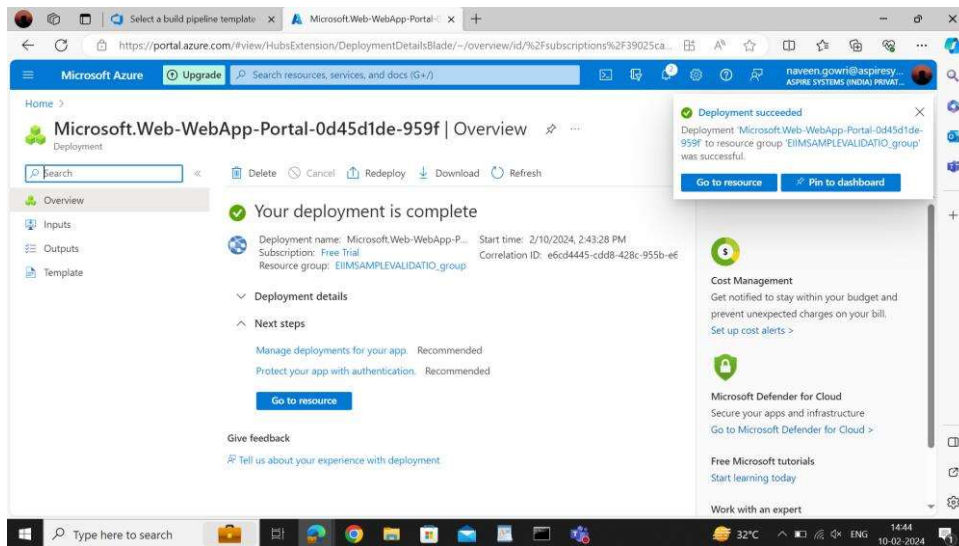 Select a build pipeline template
Microsoft.Web-WebApp-Portal-
https://portal.azure.com/#view/HubsExtension/DeploymentDetailsBlade/~/overview/id/%2Fsubscriptions%2F39025ca...
Microsoft Azure
Upgrade
Search resources, services, and docs (G+/)
naveen.gowri@aspiresy...
ASPIRE SYSTEMS (INDIA) PRIVAT...
Home >
Microsoft.Web-WebApp-Portal-0d45d1de-959f | Overview
Deployment
Deployment succeeded
Deployment 'Microsoft.Web-WebApp-Portal-0d45d1de-
959f' to resource group 'EIIMSAMPLEVALIDATIO_group'
was successful.
Go to resource
Pin to dashboard
Search
Delete Cancel Redeploy Download Refresh
Overview
Inputs
Outputs
Template
Your deployment is complete
Deployment name: Microsoft.Web-WebApp-P...
Subscription: Free Trial
Resource group: EIIMSAMPLEVALIDATIO_group
Start time: 2/10/2024, 2:43:28 PM
Correlation ID: e6cd4445-cdd8-428c-955b-e6
Deployment details
Next steps
Manage deployments for your app. Recommended
Protect your app with authentication. Recommended
Go to resource
Give feedback
Tell us about your experience with deployment
Cost Management
Get notified to stay within your budget and
prevent unexpected charges on your bill.
Set up cost alerts >
Microsoft Defender for Cloud
Secure your apps and infrastructure
Go to Microsoft Defender for Cloud >
Free Microsoft tutorials
Start learning today
Work with an expert
Type here to search
32°C
ENG
14:44
10-02-2024